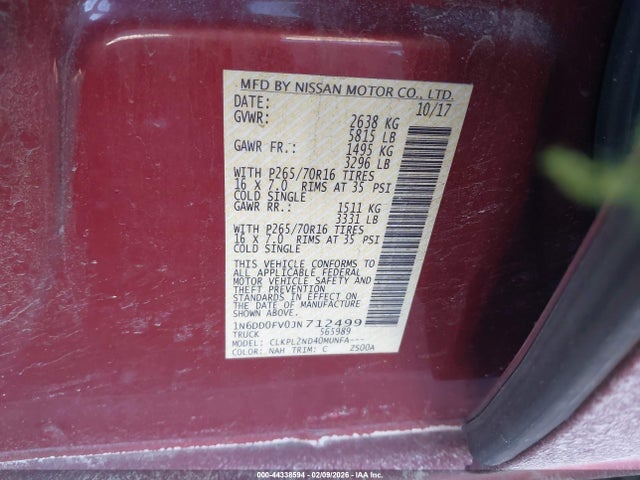 MFD BY NISSAN MOTOR CO., LTD.
DATE: 10/17
GVWR: 2638 KG
5815 LB
GAWR FR.: 1495 KG
3296 LB
WITH P265/70R16 TIRES
16 X 7.0 RIMS AT 35 PSI
COLD SINGLE
GAWR RR.: 1511 KG
3331 LB
WITH P265/70R16 TIRES
16 X 7.0 RIMS AT 35 PSI
COLD SINGLE
THIS VEHICLE CONFORMS TO
ALL APPLICABLE FEDERAL
MOTOR VEHICLE SAFETY AND
AND THEFT PREVENTION
STANDARDS IN EFFECT ON
THE DATE OF MANUFACTURE
SHOWN ABOVE.
1N6DD0FV0JN712499
TRUCK 565989
MODEL: CLKPLZND40MUNFA---
COLOR: NAH TRIM: C 2500A
000-44338594 - 02/09/2026 - IAA INC.